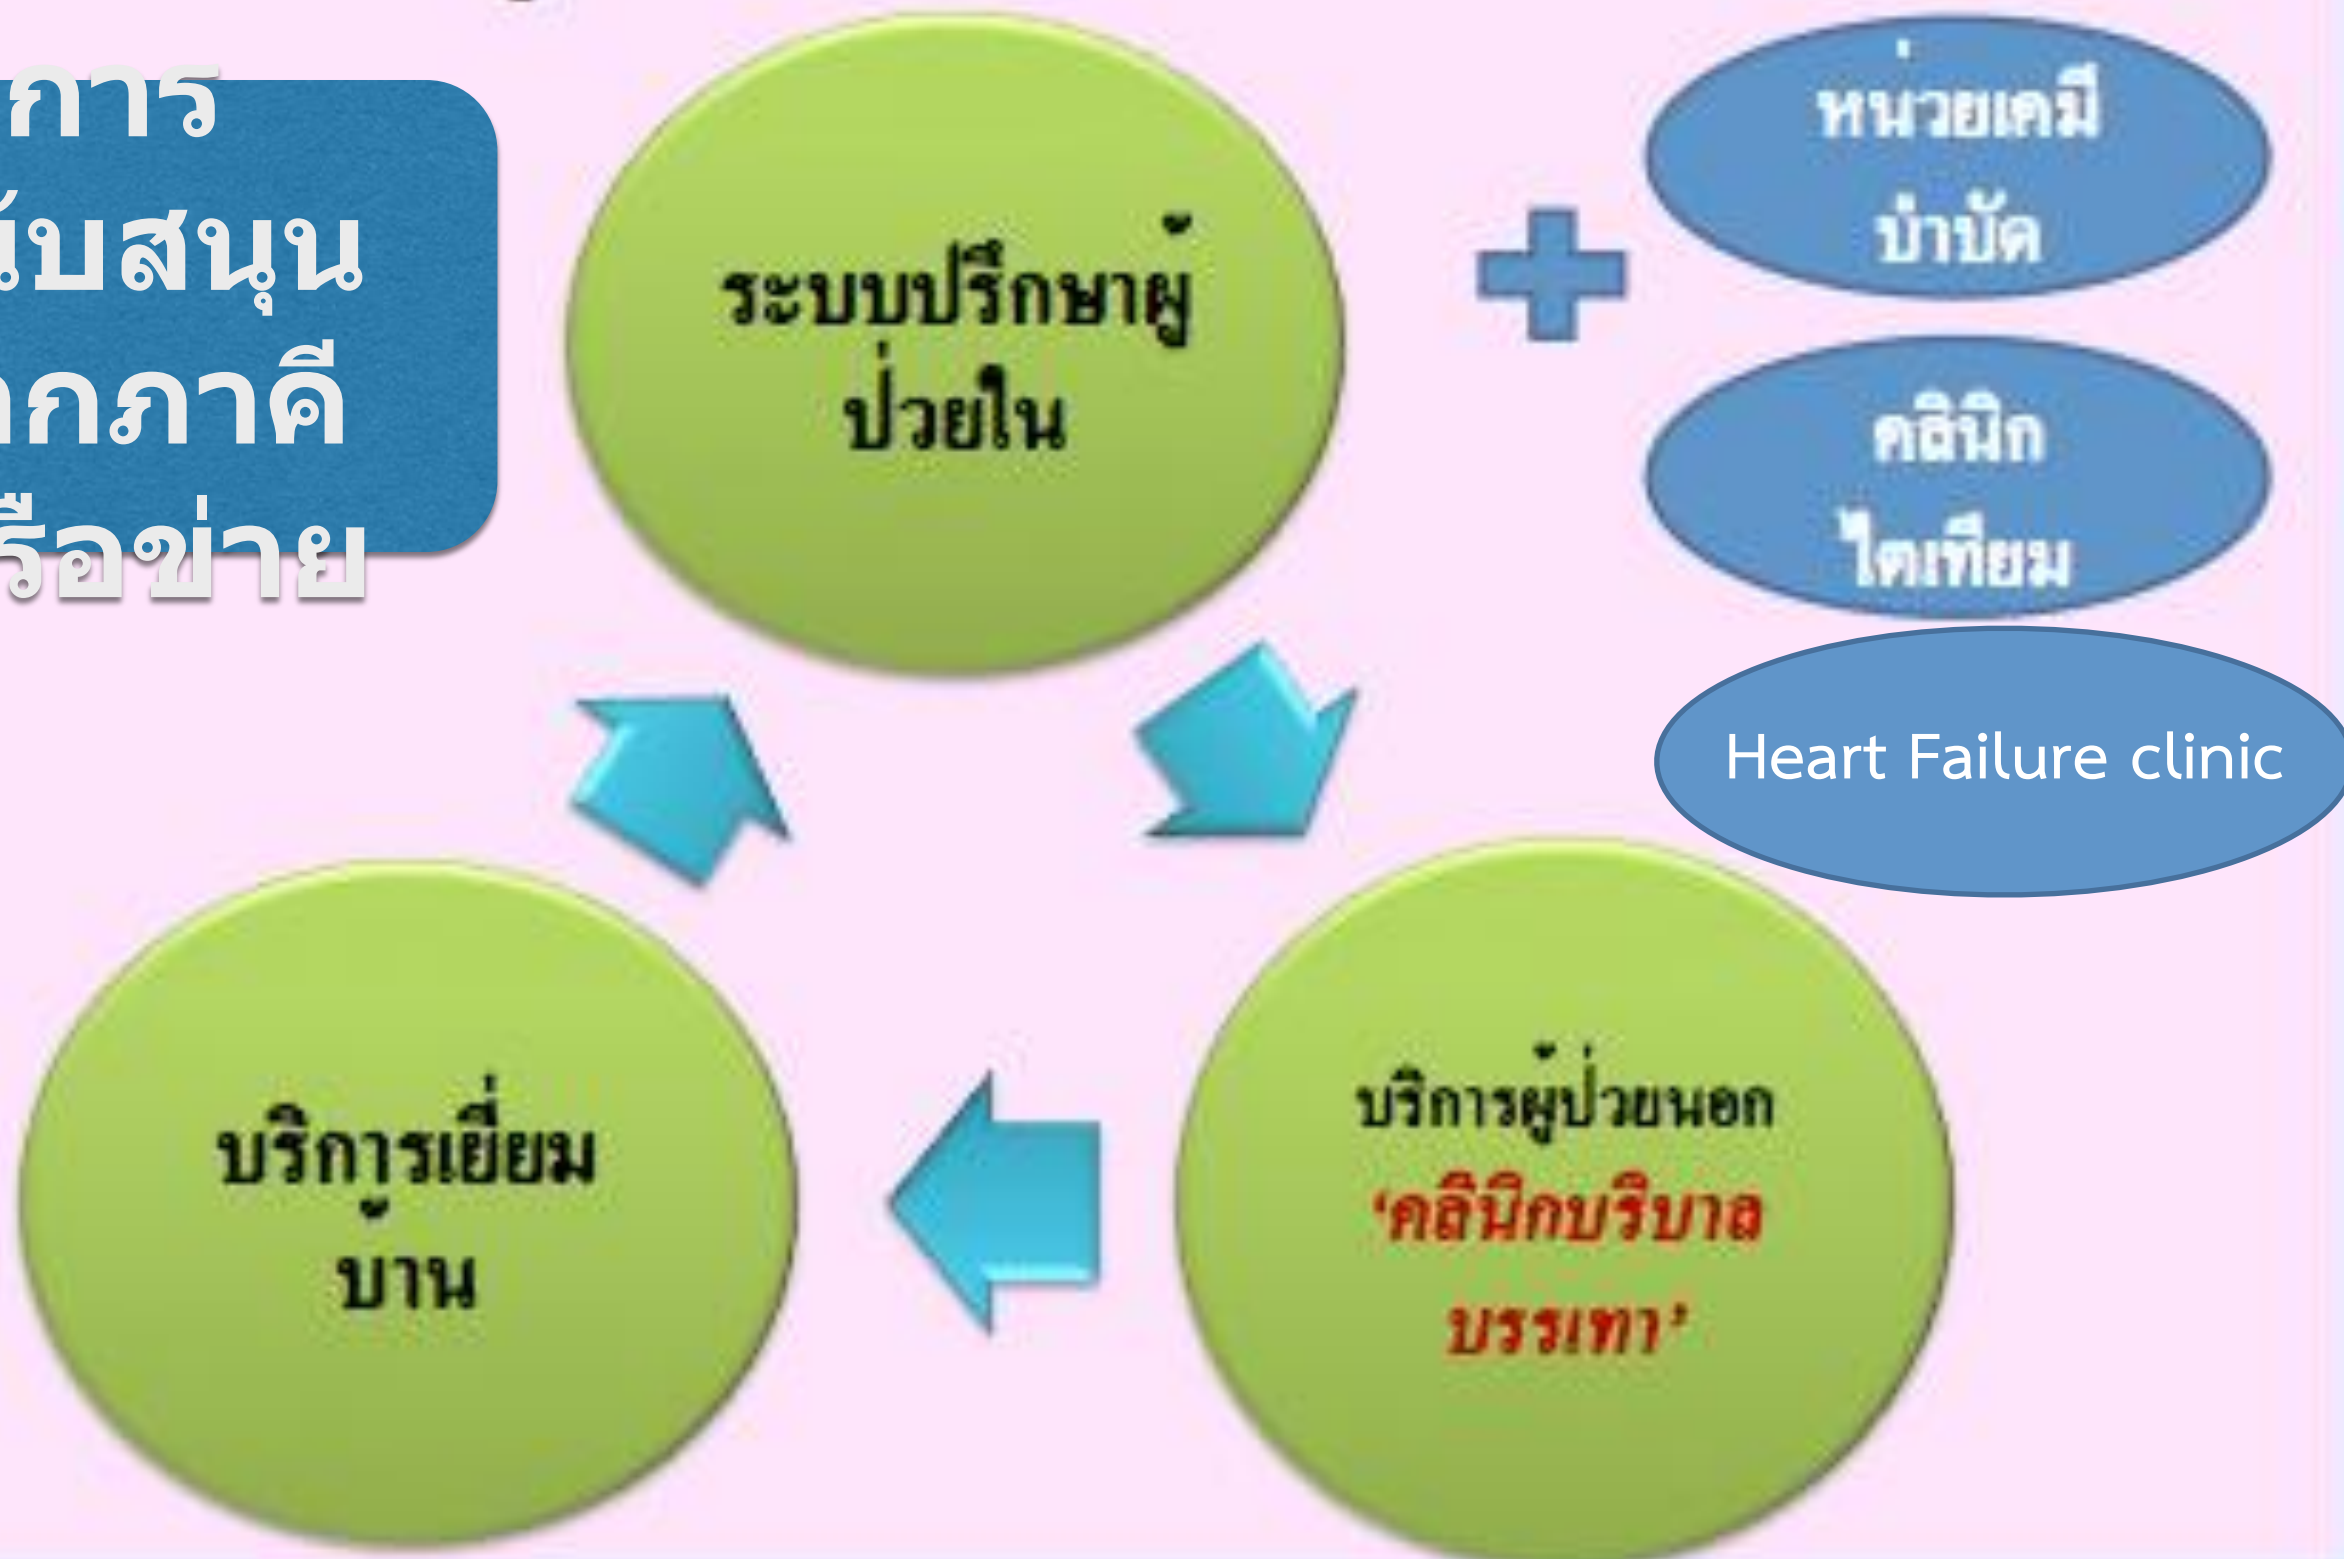 การ
สนุน
ภาคี
ข่าย
ระบบปรึกษาผู้
ป่วยใน
หน่วยเคมี
บำบัด
คลินิก
ไตเทียม
Heart Failure clinic
บริการผู้ป่วยนอก
‘คลินิกบริบาล
บรรเทา’
บริการเยี่ยม
บ้าน